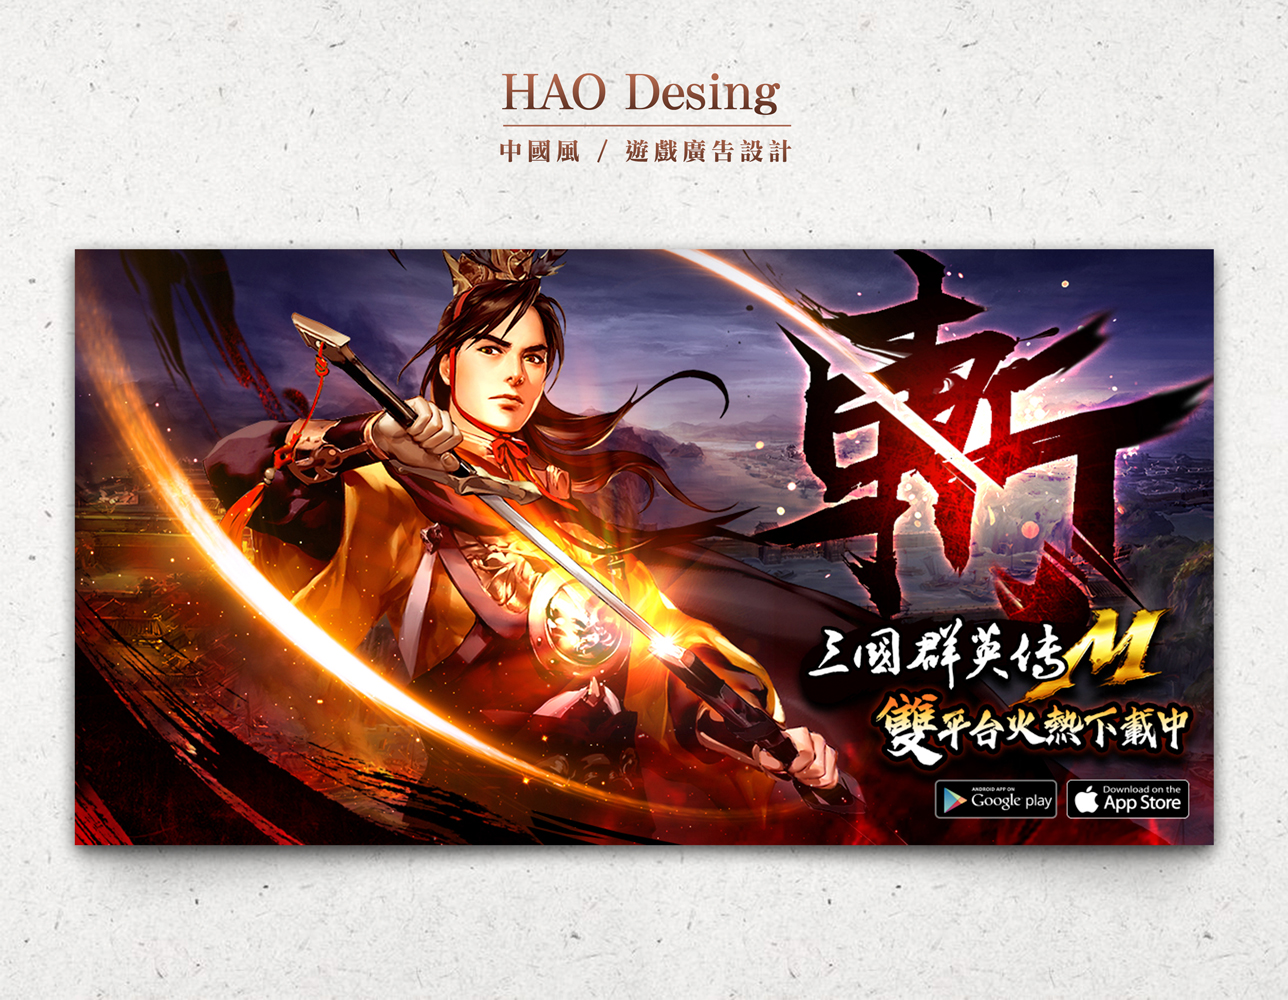 HAO Desing
中國風 / 遊戲廣告設計
斬
三國群英傳M
雙平台火熱下載中
ANDROID APP ON
Google play
Download on the
App Store